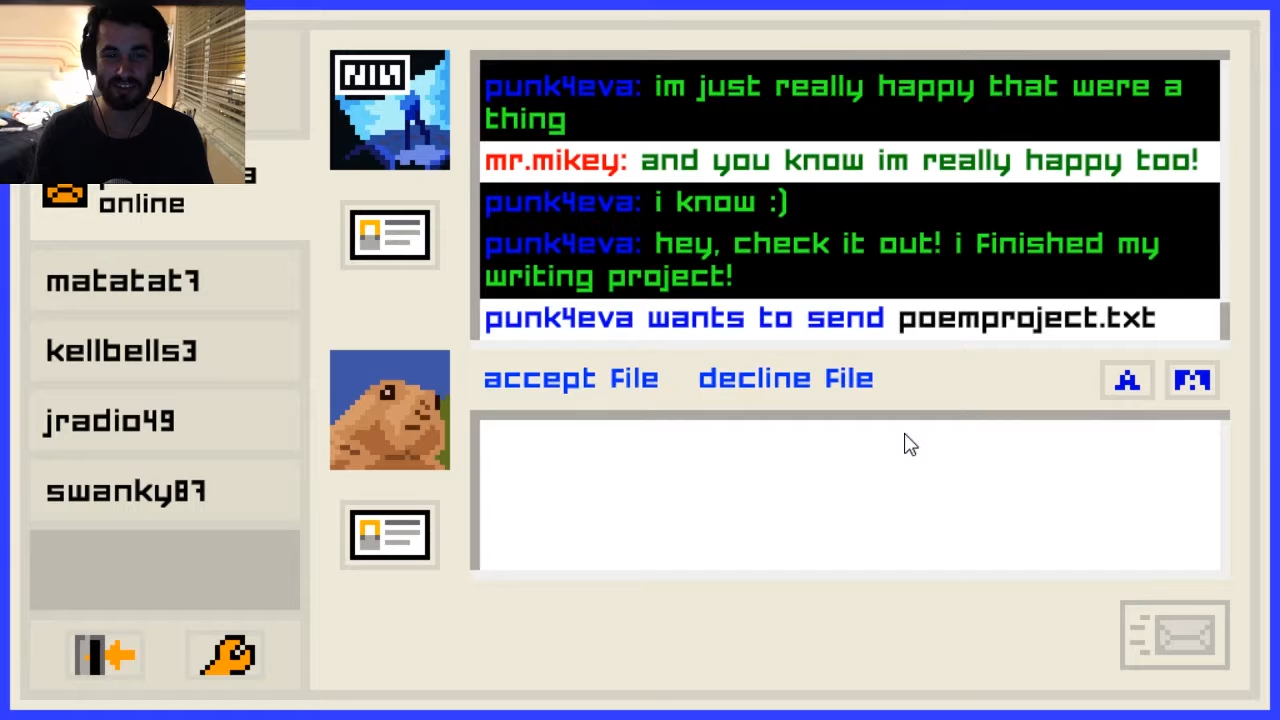 punk4eva: im just really happy that were a
thing
mr.mikey: and you know im really happy too!
punk4eva: i know :)
punk4eva: hey, check it out! i Finished my
writing project!
punk4eva wants to send poemproject.txt
accept File decline File
A
online
matatat7
kellbells3
jradio49
swanky87
NIN